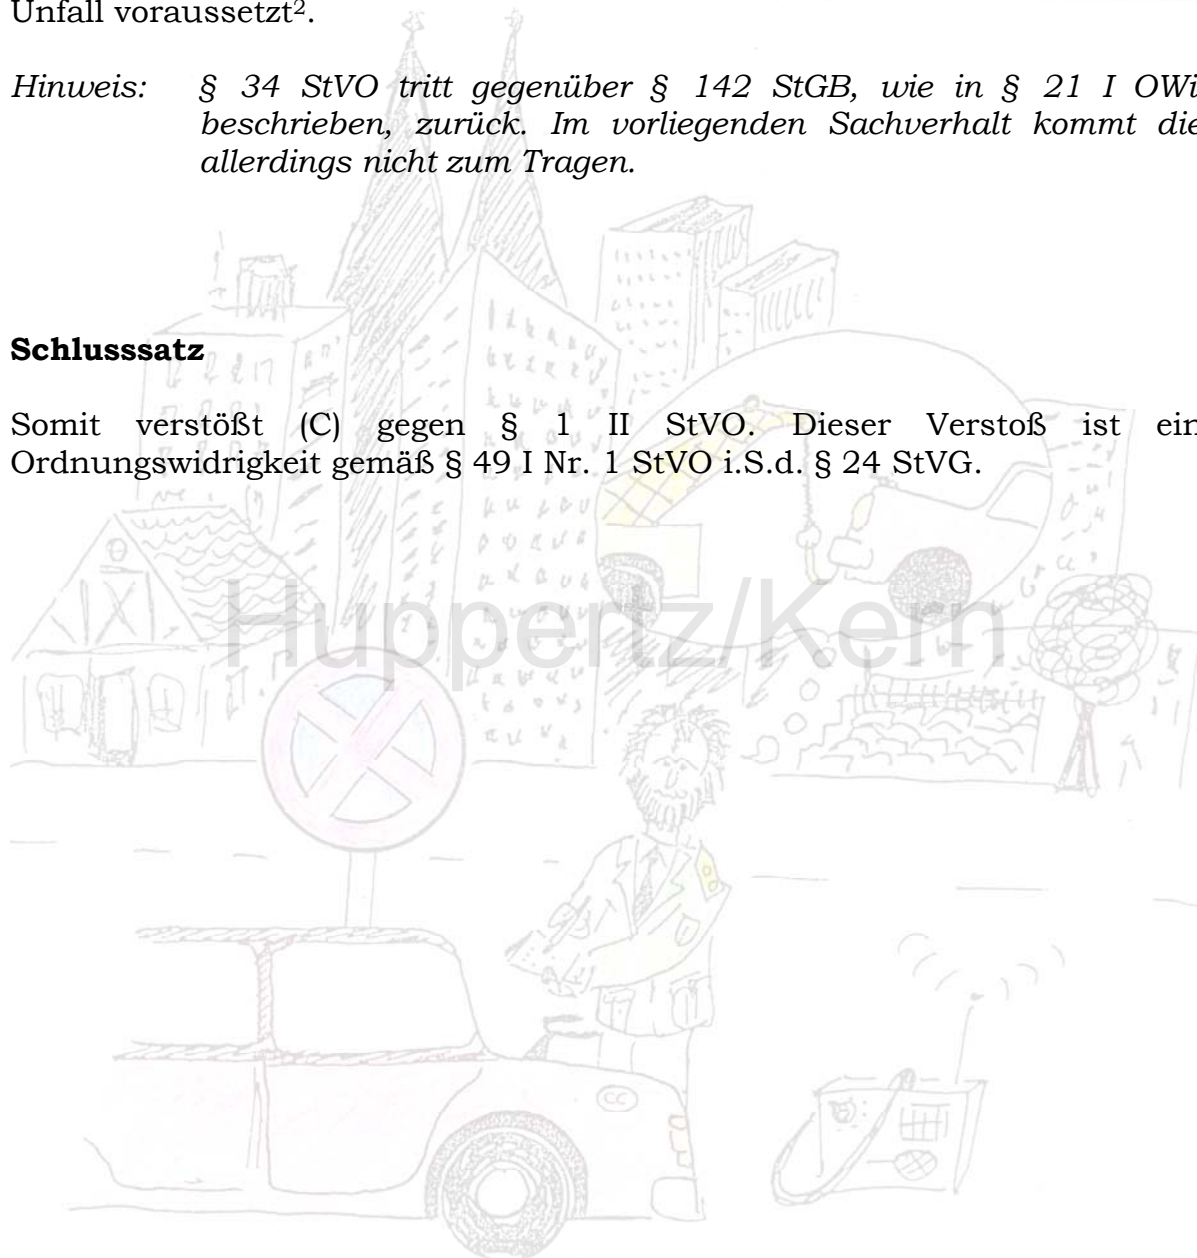 Unfall voraussetzt².
Hinweis: § 34 StVO tritt gegenüber § 142 StGB, wie in § 21 I OWi
beschrieben, zurück. Im vorliegenden Sachverhalt kommt die
allerdings nicht zum Tragen.
Schlusssatz
Somit verstößt (C) gegen § 1 II StVO. Dieser Verstoß ist ein
Ordnungswidrigkeit gemäß § 49 I Nr. 1 StVO i.S.d. § 24 StVG.
Huppertz/Kern
CC